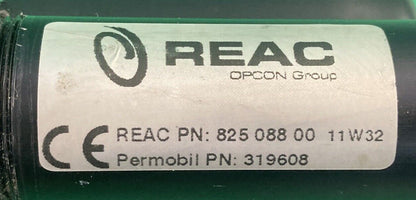 REAC
OPCON Group
CE REAC PN: 825 088 00 11W32
Permobil PN: 319608